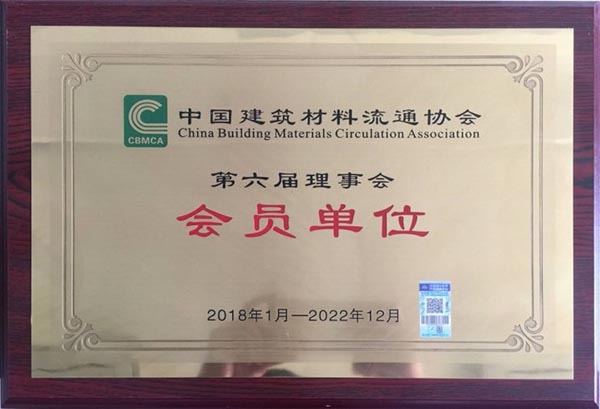 中国建筑材料流通协会
China Building Materials Circulation Association
CBMCA
第六届理事会
会员单位
2018年1月—2022年12月